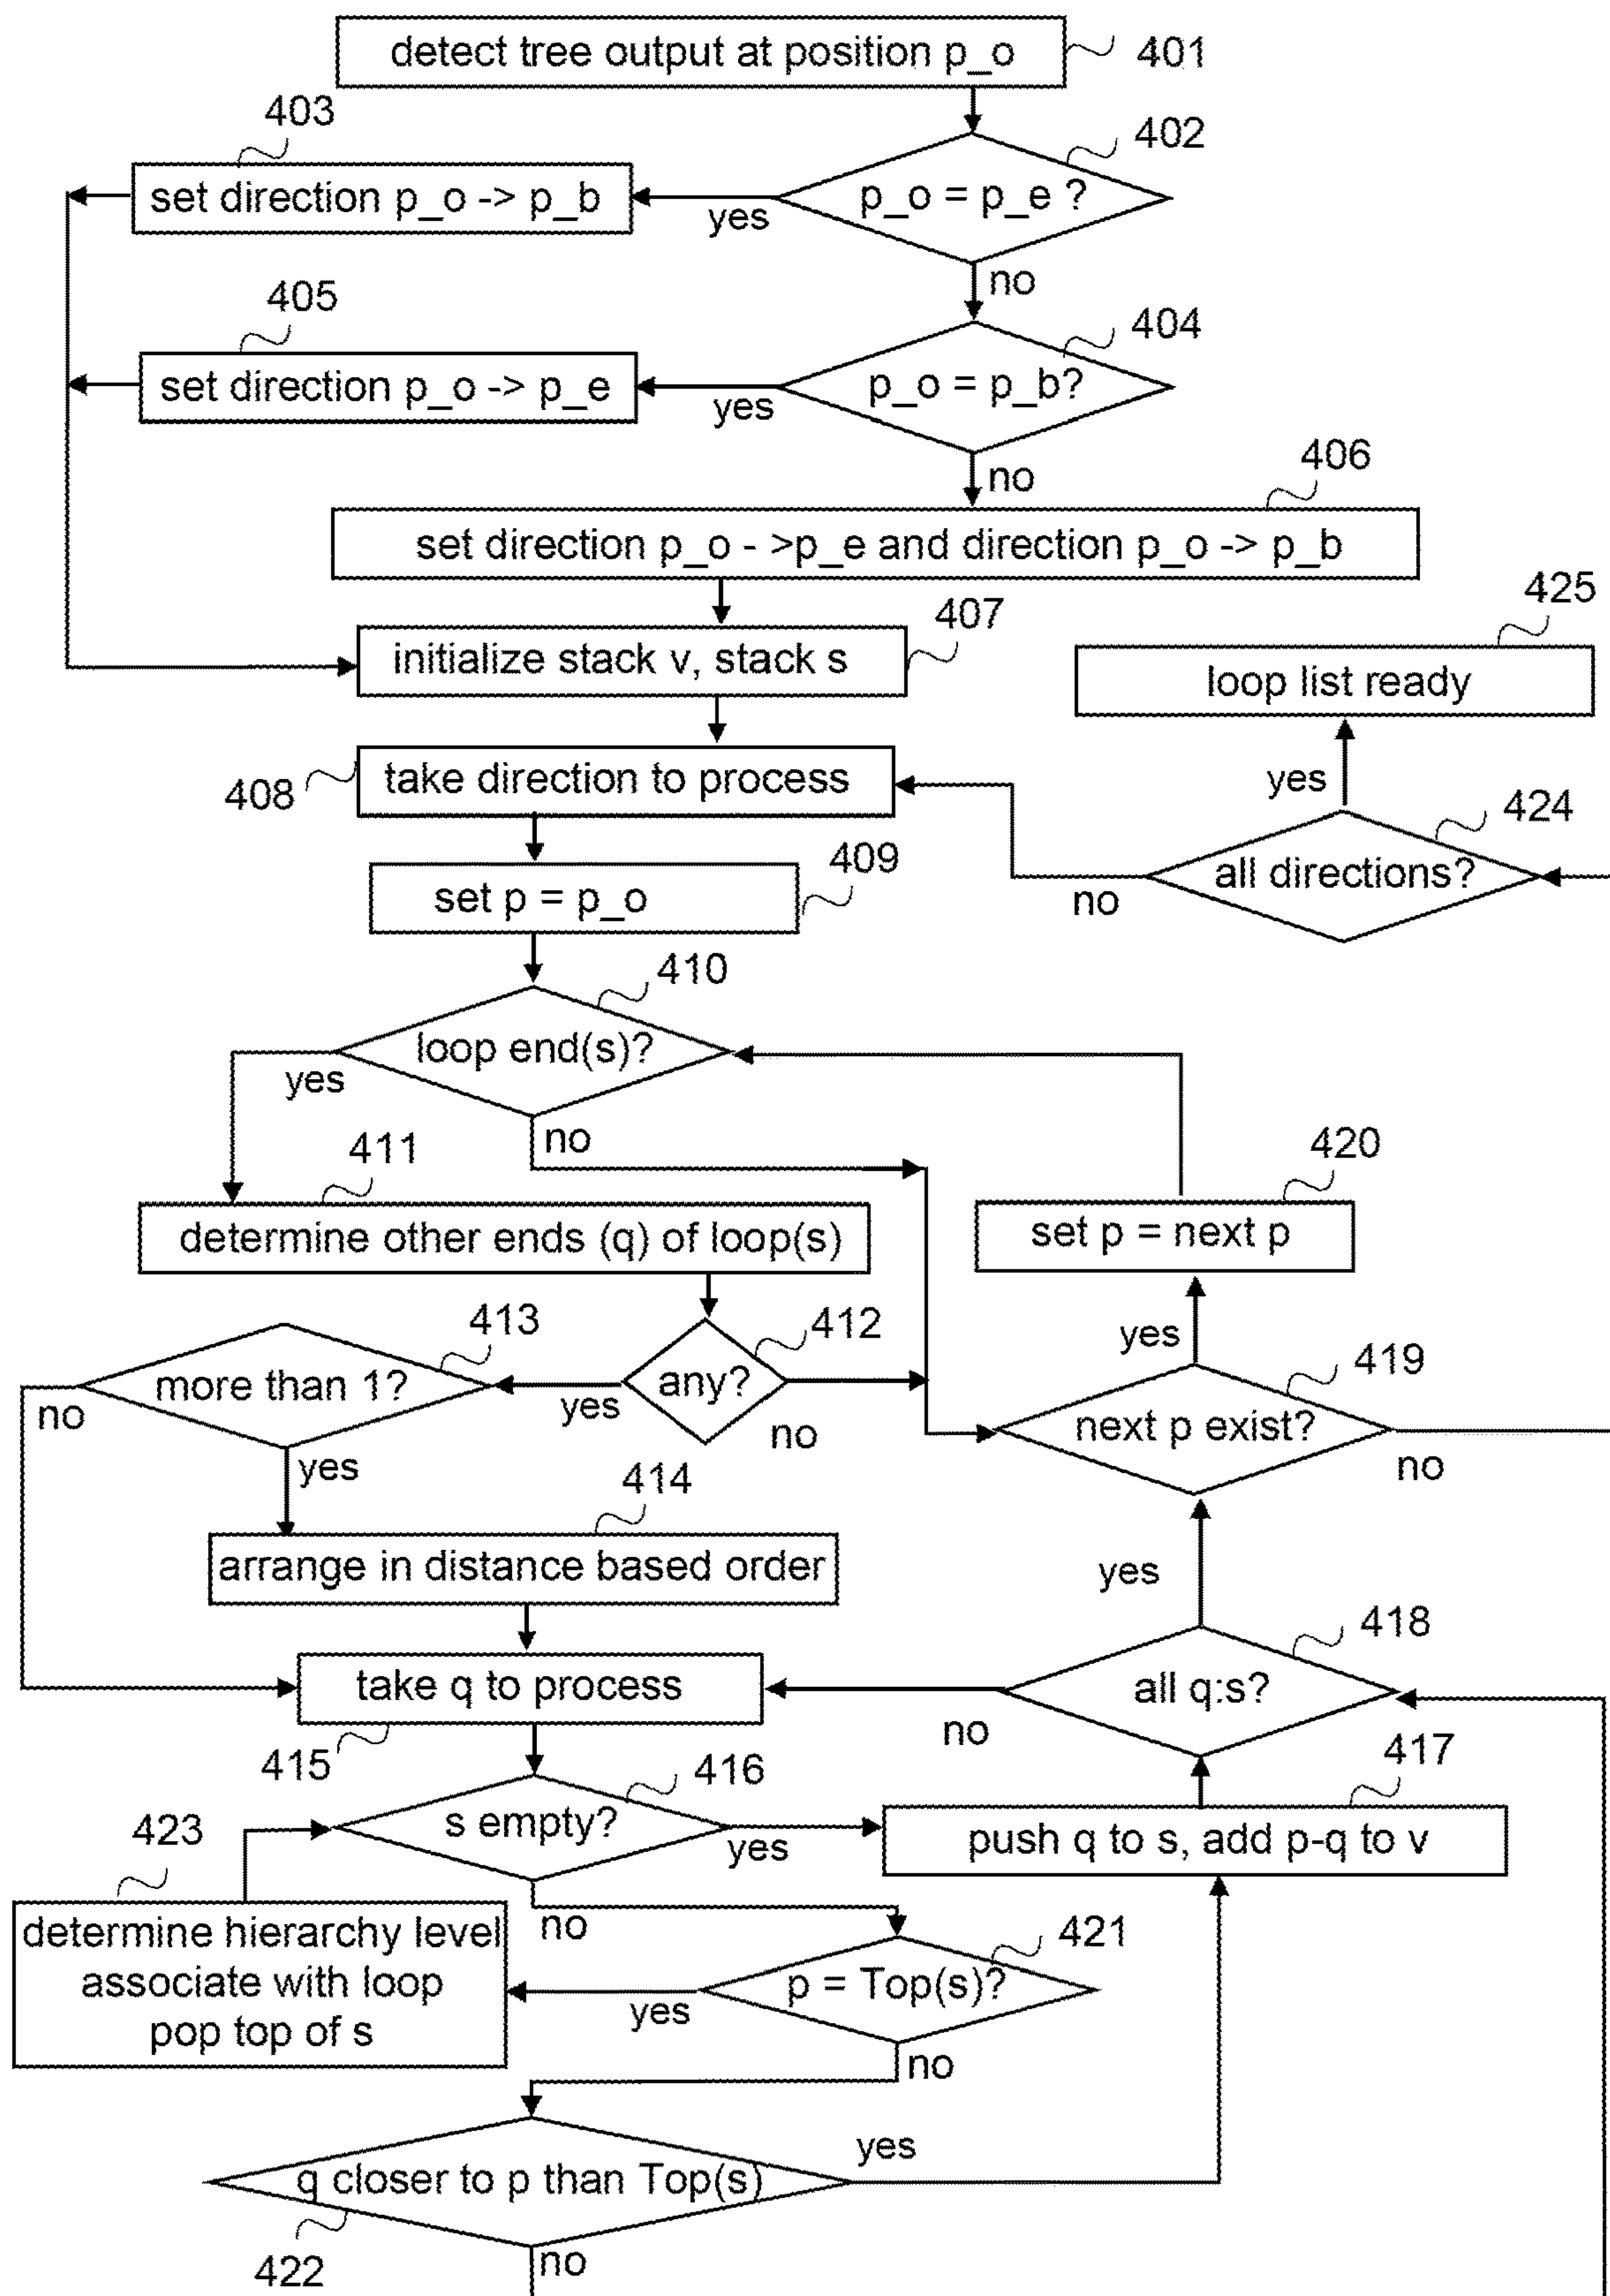 detect tree output at position p_o
401
403
402
set direction p_o -> p_b
yes
p_o = p_e ?
no
405
404
set direction p_o -> p_e
yes
p_o = p_b?
no
406
set direction p_o - >p_e and direction p_o -> p_b
425
407
initialize stack v, stack s
loop list ready
yes
408
take direction to process
424
409
all directions?
no
set p = p_o
410
loop end(s)?
yes
no
411
420
determine other ends (q) of loop(s)
set p = next p
413
412
yes
419
more than 1?
any?
no
yes
no
next p exist?
no
yes
414
arrange in distance based order
yes
418
take q to process
all q:s?
no
415
416
417
s empty?
yes
push q to s, add p-q to v
423
no
determine hierarchy level
associate with loop
pop top of s
421
p = Top(s)?
yes
no
yes
q closer to p than Top(s)
422
no